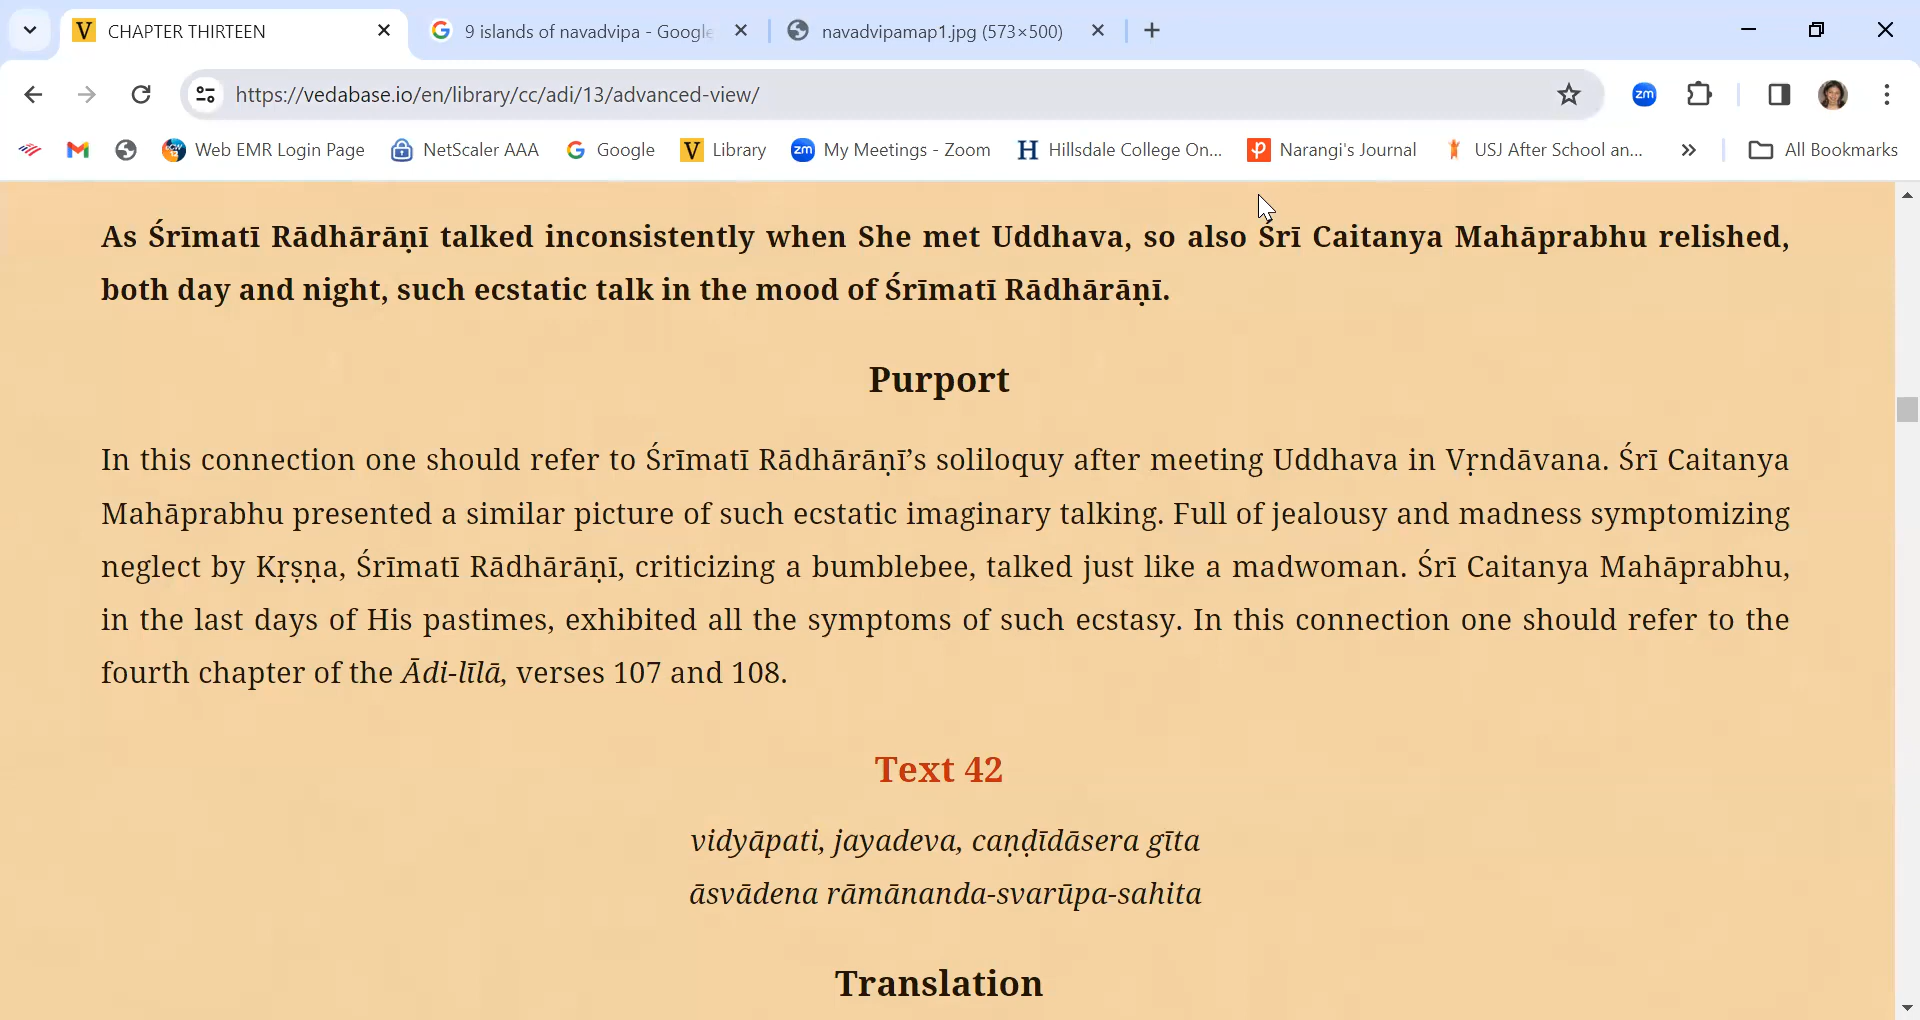 CHAPTER THIRTEEN
9 islands of navadvipa - Google
navadvipamap1.jpg (573×500)
https://vedabase.io/en/library/cc/adi/13/advanced-view/
zm
Web EMR Login Page
NetScaler AAA
Google
Library
My Meetings - Zoom
Hillsdale College On...
Narangi's Journal
USJ After School an...
All Bookmarks
As Śrīmatī Rādhārāṇī talked inconsistently when She met Uddhava, so also Śrī Caitanya Mahāprabhu relished,
both day and night, such ecstatic talk in the mood of Śrīmatī Rādhārāṇī.
Purport
In this connection one should refer to Śrīmatī Rādhārāṇī’s soliloquy after meeting Uddhava in Vṛndāvana. Śrī Caitanya
Mahāprabhu presented a similar picture of such ecstatic imaginary talking. Full of jealousy and madness symptomizing
neglect by Kṛṣṇa, Śrīmatī Rādhārāṇī, criticizing a bumblebee, talked just like a madwoman. Śrī Caitanya Mahāprabhu,
in the last days of His pastimes, exhibited all the symptoms of such ecstasy. In this connection one should refer to the
fourth chapter of the Ādi-līlā, verses 107 and 108.
Text 42
vidyāpati, jayadeva, caṇḍīdāsera gīta
āsvādena rāmānanda-svarūpa-sahita
Translation